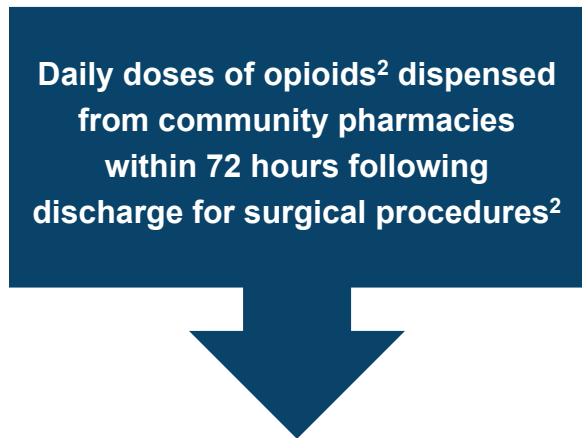 Daily doses of opioids² dispensed
from community pharmacies
within 72 hours following
discharge for surgical procedures²